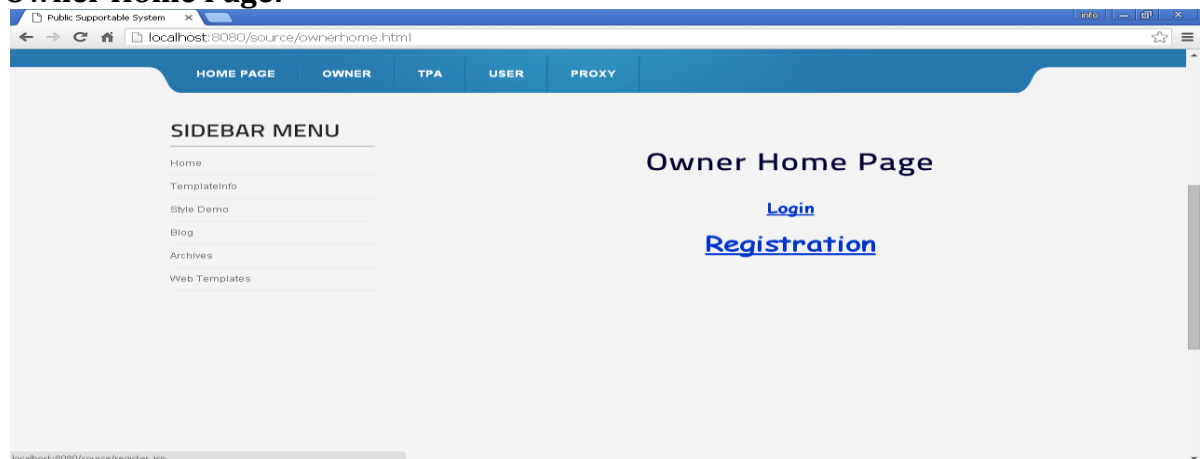 Owner Home Page:
Public Supportable System
info
localhost:8080/source/ownerhome.html
HOME PAGE OWNER TPA USER PROXY
SIDEBAR MENU
Home
TemplateInfo
Style Demo
Blog
Archives
Web Templates
Owner Home Page
Login
Registration
localhost:8080/source/register.jsp